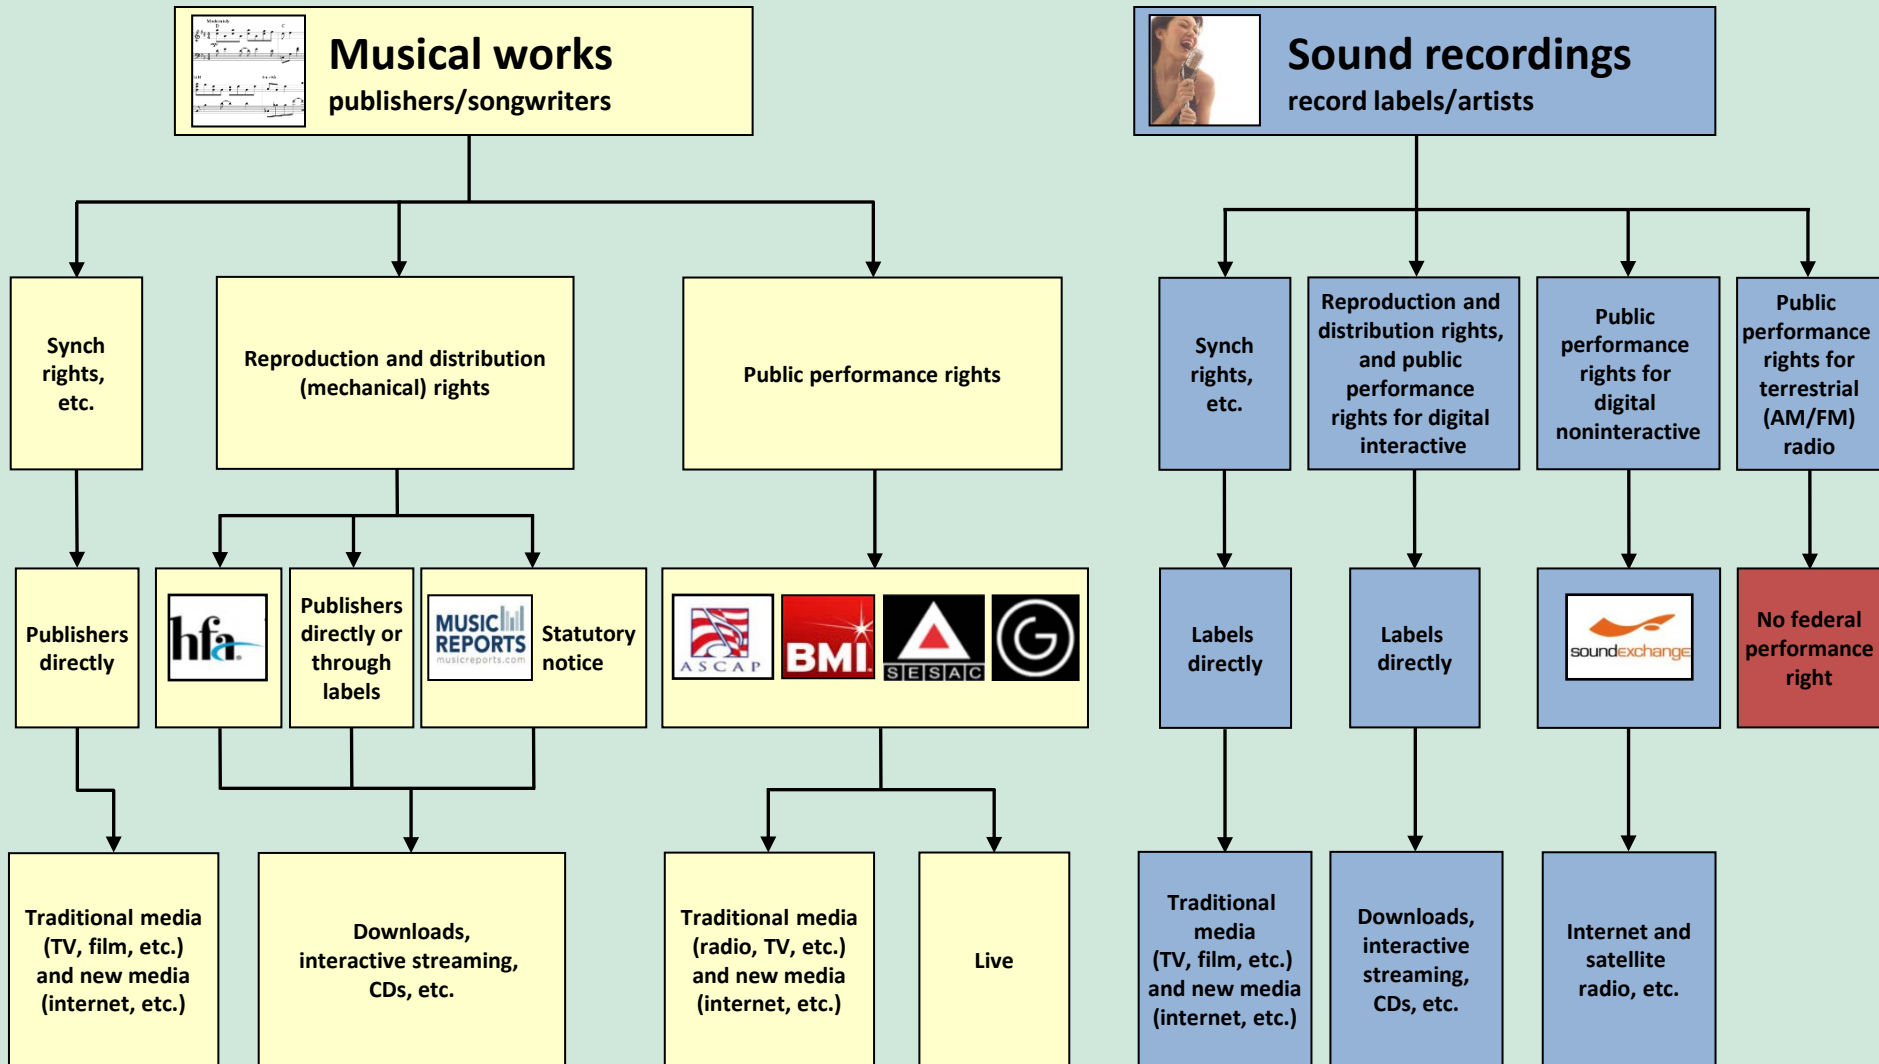 Musical works
publishers/songwriters
Sound recordings
record labels/artists
Synch
rights,
etc.
Reproduction and distribution
(mechanical) rights
Public performance rights
Synch
rights,
etc.
Reproduction and
distribution rights,
and public
performance
rights for digital
interactive
Public
performance
rights for
digital
noninteractive
Public
performance
rights for
terrestrial
(AM/FM)
radio
Publishers
directly
hfa
Publishers
directly or
through
labels
MUSIC
REPORTS
musicreports.com
Statutory
notice
ASCAP
BMI
SESAC
G
Labels
directly
Labels
directly
soundexchange
No federal
performance
right
Traditional media
(TV, film, etc.)
and new media
(internet, etc.)
Downloads,
interactive streaming,
CDs, etc.
Traditional media
(radio, TV, etc.)
and new media
(internet, etc.)
Live
Traditional
media
(TV, film, etc.)
and new media
(internet, etc.)
Downloads,
interactive
streaming,
CDs, etc.
Internet and
satellite
radio, etc.